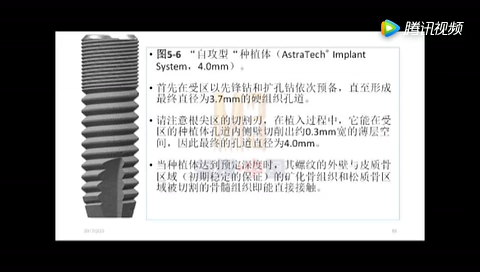 腾讯视频
• 图5-6 “自攻型“种植体（AstraTech® Implant
System，4.0mm）。
• 首先在受区以先锋钻和扩孔钻依次预备，直至形成
最终直径为3.7mm的硬组织孔道。
• 请注意根尖区的切割刃，在植入过程中，它能在受
区的种植体孔道内侧壁切削出约0.3mm宽的薄层空
间，因此最终的孔道直径为4.0mm。
• 当种植体达到预定深度时，其螺纹的外壁与皮质骨
区域（初期稳定的保证）的矿化骨组织和松质骨区
域被切割的骨髓组织即能直接接触。